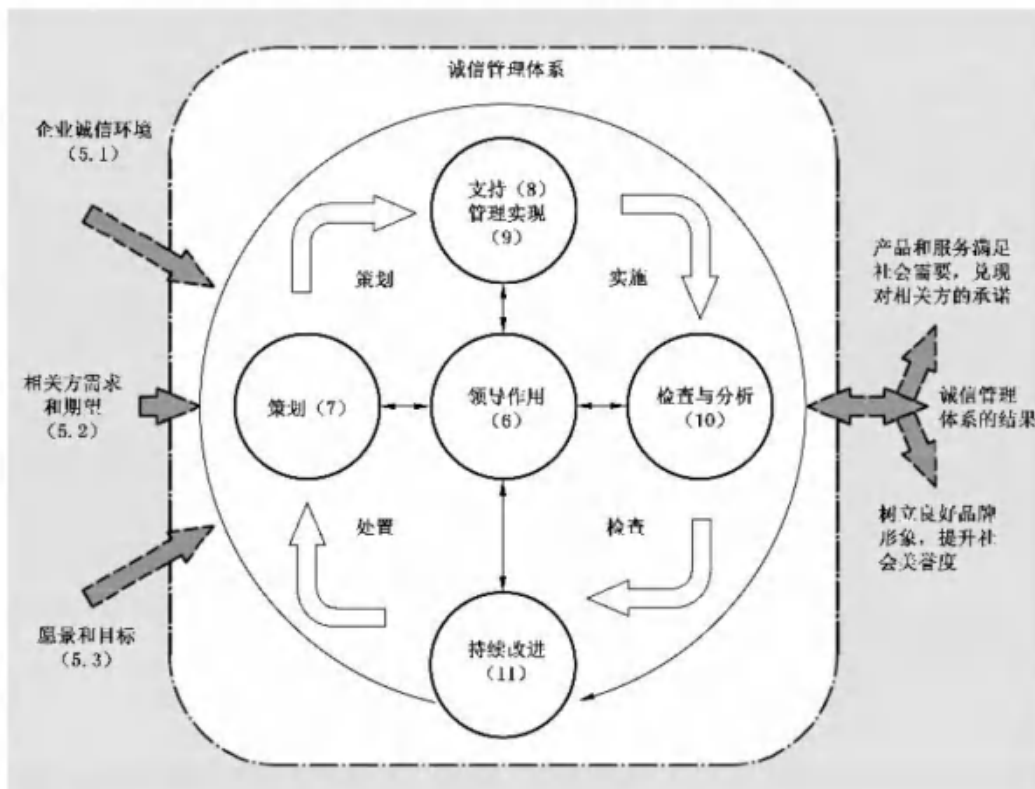 诚信管理体系
企业诚信环境
（5.1）
支持（8）
管理实现
（9）
策划
实施
产品和服务满足
社会需要，兑现
对相关方的承诺
相关方需求
和期望
（5.2）
策划（7）
领导作用
（6）
检查与分析
（10）
诚信管理
体系的结果
处置
检查
树立良好品牌
形象，提升社
会美誉度
愿景和目标
（5.3）
持续改进
（11）